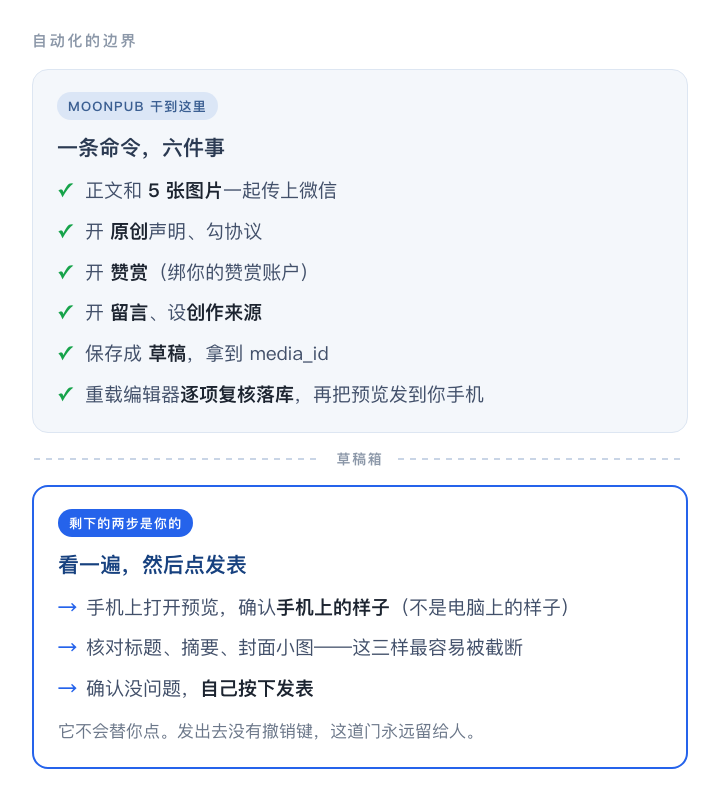 自动化的边界
MOONPUB 干到这里
一条命令，六件事
✓ 正文和 5 张图片一起传上微信
✓ 开 原创声明、勾协议
✓ 开 赞赏（绑你的赞赏账户）
✓ 开 留言、设创作来源
✓ 保存成 草稿，拿到 media_id
✓ 重载编辑器逐项复核落库，再把预览发到你手机
草稿箱
剩下的两步是你的
看一遍，然后点发表
→ 手机上打开预览，确认手机上的样子（不是电脑上的样子）
→ 核对标题、摘要、封面小图——这三样最容易被截断
→ 确认没问题，自己按下发表
它不会替你点。发出去没有撤销键，这道门永远留给人。